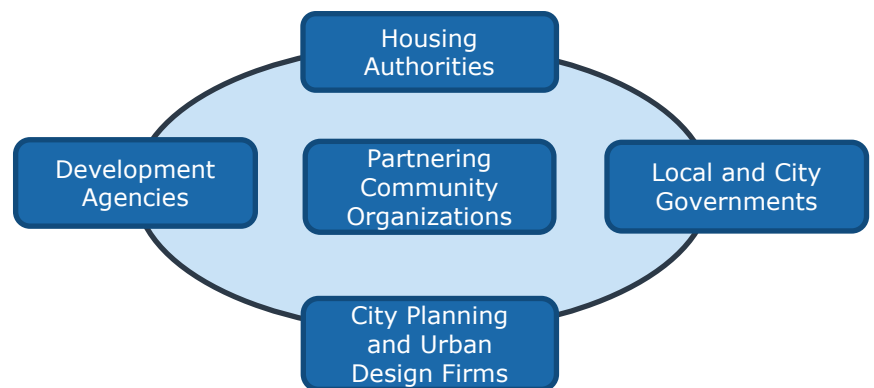 Housing
Authorities
Development
Agencies
Partnering
Community
Organizations
Local and City
Governments
City Planning
and Urban
Design Firms